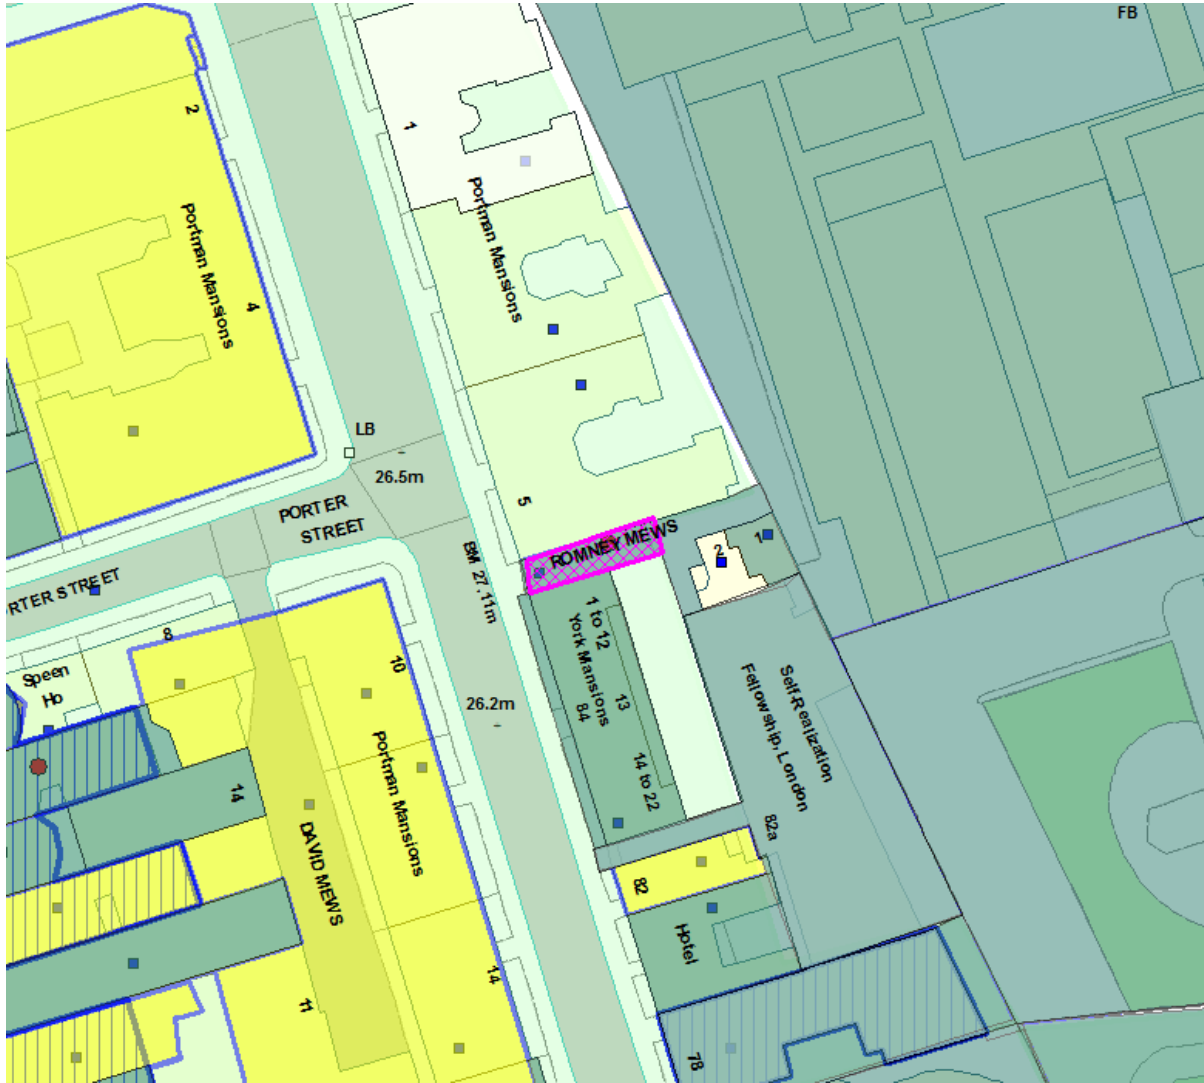 FB
2
1
Portman Mansions
Portman Mansions
4
LB
26.5m
PORTER
STREET
5
ROMNEY MEWS
2
1
BM 27.11m
RTER STREET
8
Speen
Ho
10
1 to 12
York Mansions
84
13
14 to 22
26.2m
Self-Realization
Fellowship, London
Portman Mansions
14
82a
DAVID MEWS
82
Hotel
14
11
78